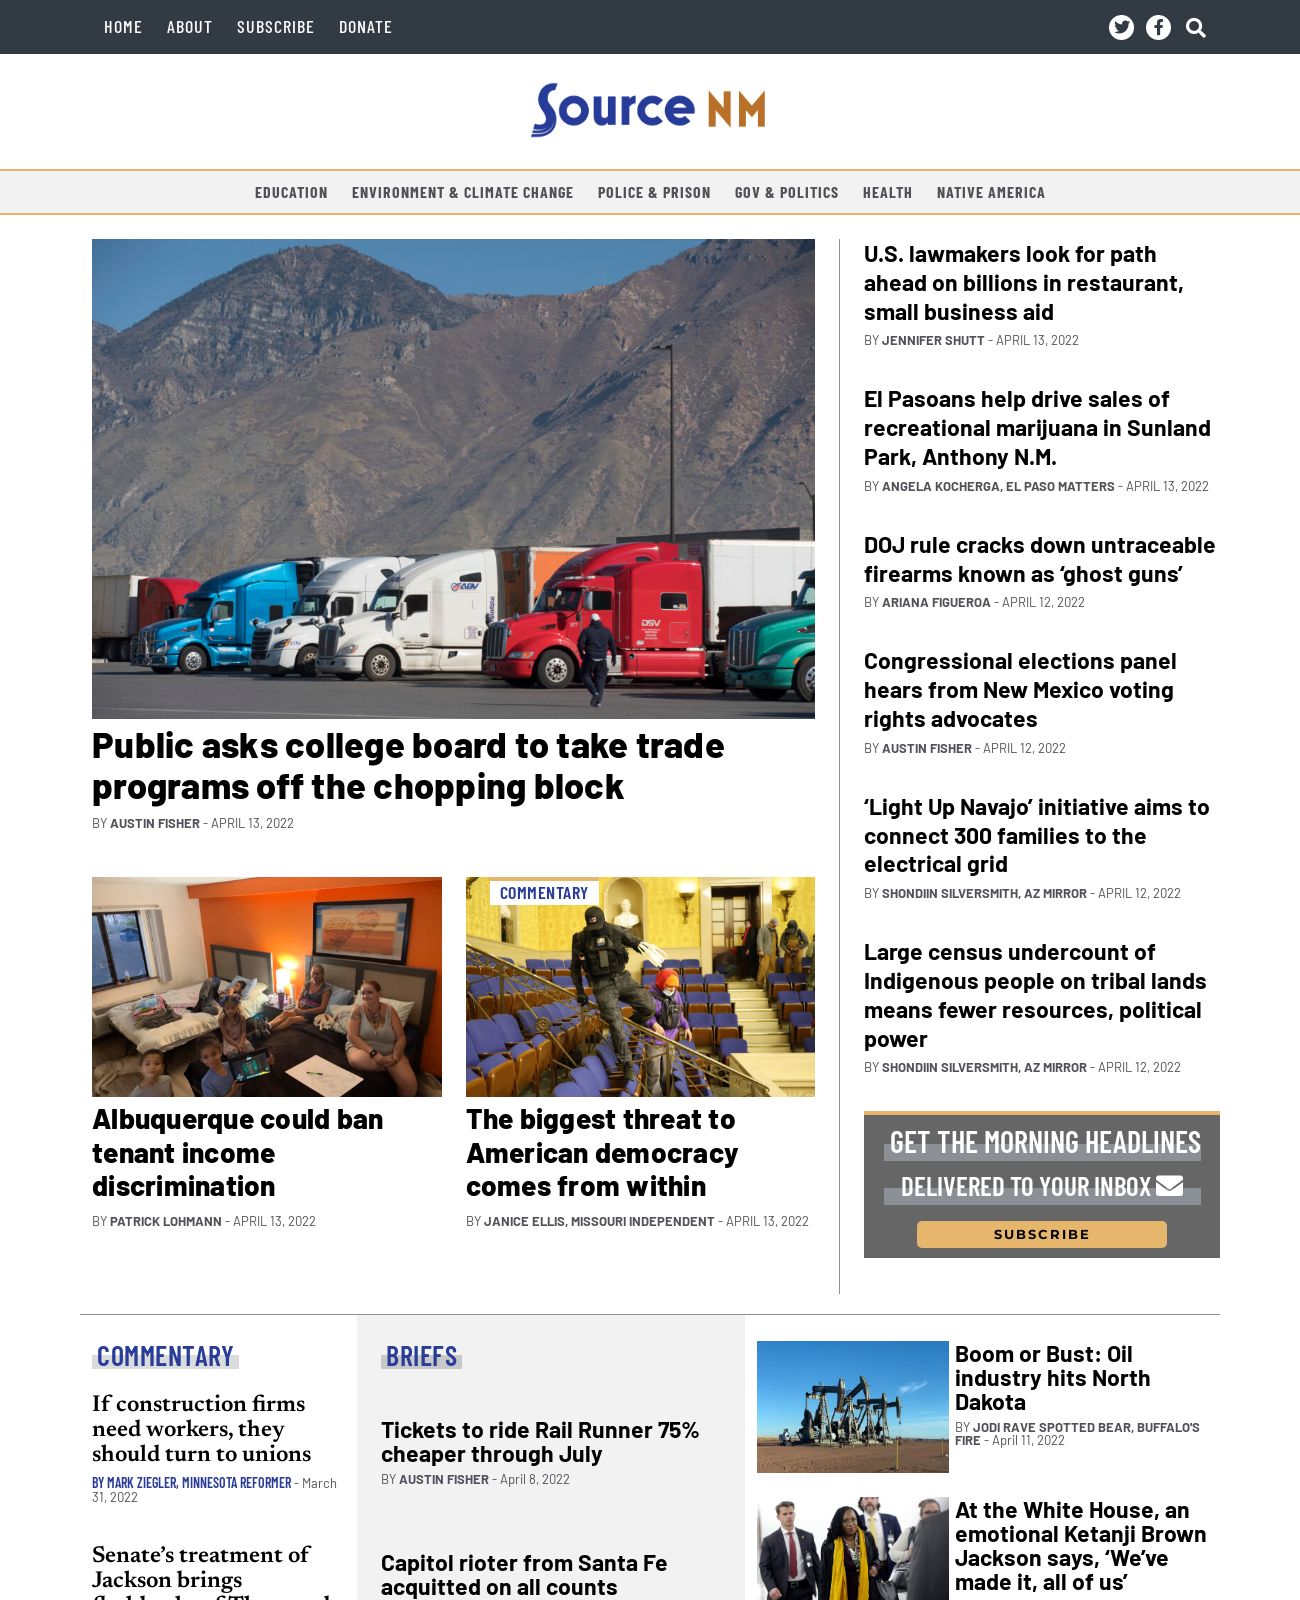 HOME ABOUT SUBSCRIBE DONATE
Source NM
EDUCATION ENVIRONMENT & CLIMATE CHANGE POLICE & PRISON GOV & POLITICS HEALTH NATIVE AMERICA
ABV
DSV
Public asks college board to take trade
programs off the chopping block
BY AUSTIN FISHER - APRIL 13, 2022
Albuquerque could ban
tenant income
discrimination
BY PATRICK LOHMANN - APRIL 13, 2022
COMMENTARY
The biggest threat to
American democracy
comes from within
BY JANICE ELLIS, MISSOURI INDEPENDENT - APRIL 13, 2022
U.S. lawmakers look for path
ahead on billions in restaurant,
small business aid
BY JENNIFER SHUTT - APRIL 13, 2022
El Pasoans help drive sales of
recreational marijuana in Sunland
Park, Anthony N.M.
BY ANGELA KOCHERGA, EL PASO MATTERS - APRIL 13, 2022
DOJ rule cracks down untraceable
firearms known as ‘ghost guns’
BY ARIANA FIGUEROA - APRIL 12, 2022
Congressional elections panel
hears from New Mexico voting
rights advocates
BY AUSTIN FISHER - APRIL 12, 2022
‘Light Up Navajo’ initiative aims to
connect 300 families to the
electrical grid
BY SHONDIIN SILVERSMITH, AZ MIRROR - APRIL 12, 2022
Large census undercount of
Indigenous people on tribal lands
means fewer resources, political
power
BY SHONDIIN SILVERSMITH, AZ MIRROR - APRIL 12, 2022
GET THE MORNING HEADLINES
DELIVERED TO YOUR INBOX
SUBSCRIBE
COMMENTARY
If construction firms
need workers, they
should turn to unions
BY MARK ZIEGLER, MINNESOTA REFORMER - March
31, 2022
Senate’s treatment of
Jackson brings
BRIEFS
Tickets to ride Rail Runner 75%
cheaper through July
BY AUSTIN FISHER - April 8, 2022
Capitol rioter from Santa Fe
acquitted on all counts
Boom or Bust: Oil
industry hits North
Dakota
BY JODI RAVE SPOTTED BEAR, BUFFALO'S
FIRE - April 11, 2022
At the White House, an
emotional Ketanji Brown
Jackson says, ‘We’ve
made it, all of us’